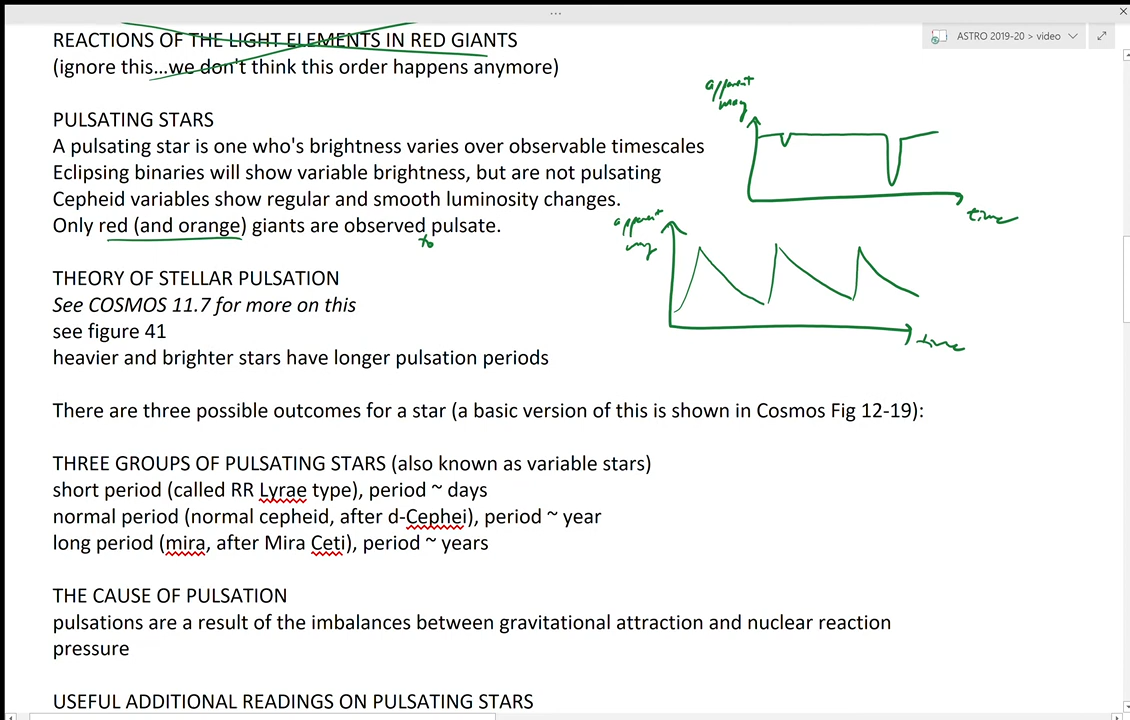 ...
ASTRO 2019-20 > video
REACTIONS OF THE LIGHT ELEMENTS IN RED GIANTS
(ignore this...we don't think this order happens anymore)
PULSATING STARS
A pulsating star is one who's brightness varies over observable timescales
Eclipsing binaries will show variable brightness, but are not pulsating
Cepheid variables show regular and smooth luminosity changes.
Only red (and orange) giants are observed pulsate.
to
THEORY OF STELLAR PULSATION
See COSMOS 11.7 for more on this
see figure 41
heavier and brighter stars have longer pulsation periods
There are three possible outcomes for a star (a basic version of this is shown in Cosmos Fig 12-19):
THREE GROUPS OF PULSATING STARS (also known as variable stars)
short period (called RR Lyrae type), period ~ days
normal period (normal cepheid, after d-Cephei), period ~ year
long period (mira, after Mira Ceti), period ~ years
THE CAUSE OF PULSATION
pulsations are a result of the imbalances between gravitational attraction and nuclear reaction
pressure
USEFUL ADDITIONAL READINGS ON PULSATING STARS
apparent
mag
time
apparent
mag
time